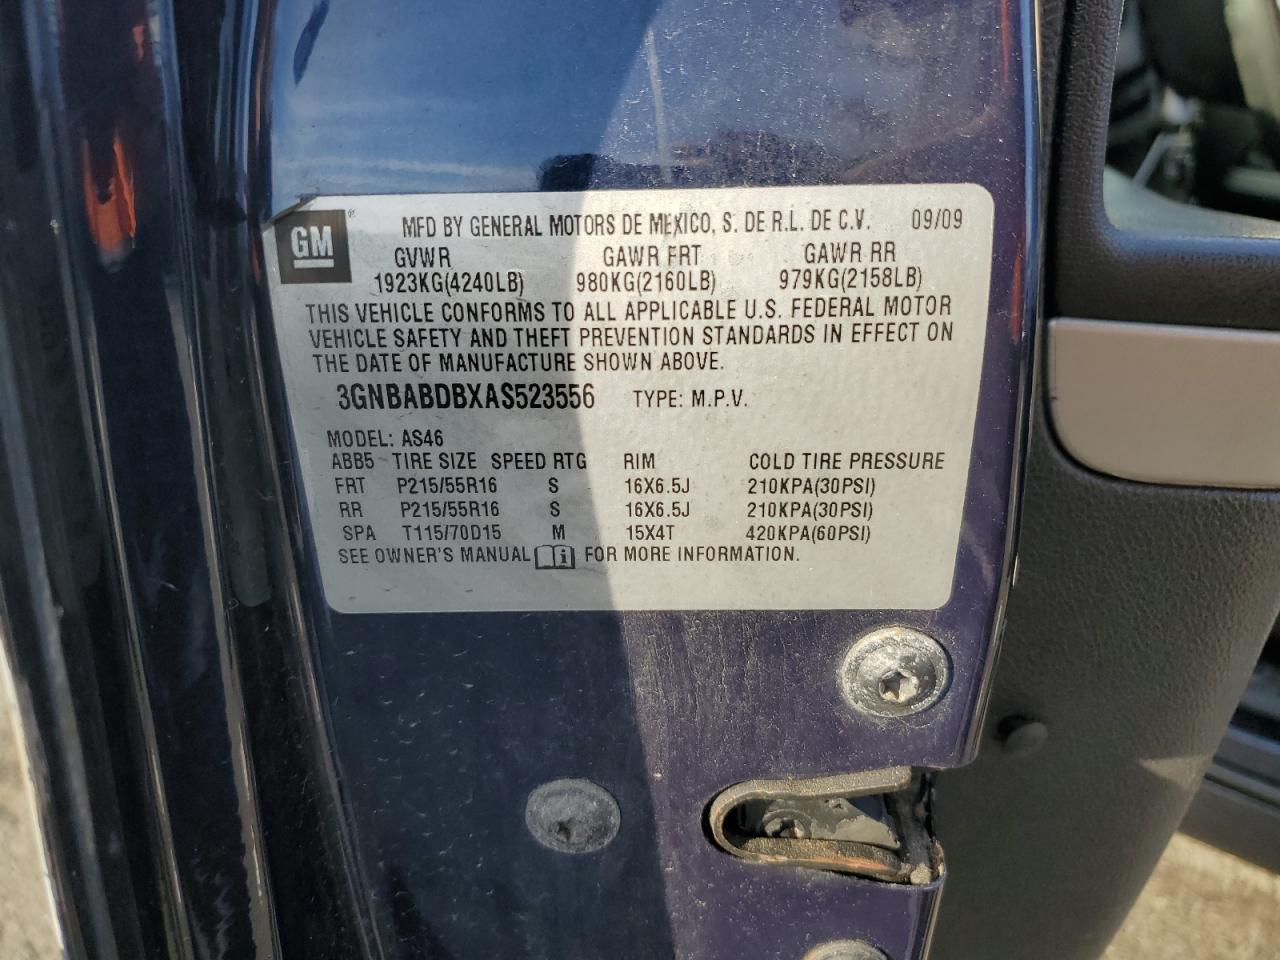 GM ® MFD BY GENERAL MOTORS DE MEXICO, S. DE R.L. DE C.V. 09/09
GVWR GAWR FRT GAWR RR
1923KG(4240LB) 980KG(2160LB) 979KG(2158LB)
THIS VEHICLE CONFORMS TO ALL APPLICABLE U.S. FEDERAL MOTOR
VEHICLE SAFETY AND THEFT PREVENTION STANDARDS IN EFFECT ON
THE DATE OF MANUFACTURE SHOWN ABOVE.
3GNBABDBXAS523556 TYPE: M.P.V.
MODEL: AS46
ABB5 TIRE SIZE SPEED RTG RIM COLD TIRE PRESSURE
FRT P215/55R16 S 16X6.5J 210KPA(30PSI)
RR P215/55R16 S 16X6.5J 210KPA(30PSI)
SPA T115/70D15 M 15X4T 420KPA(60PSI)
SEE OWNER'S MANUAL i FOR MORE INFORMATION.